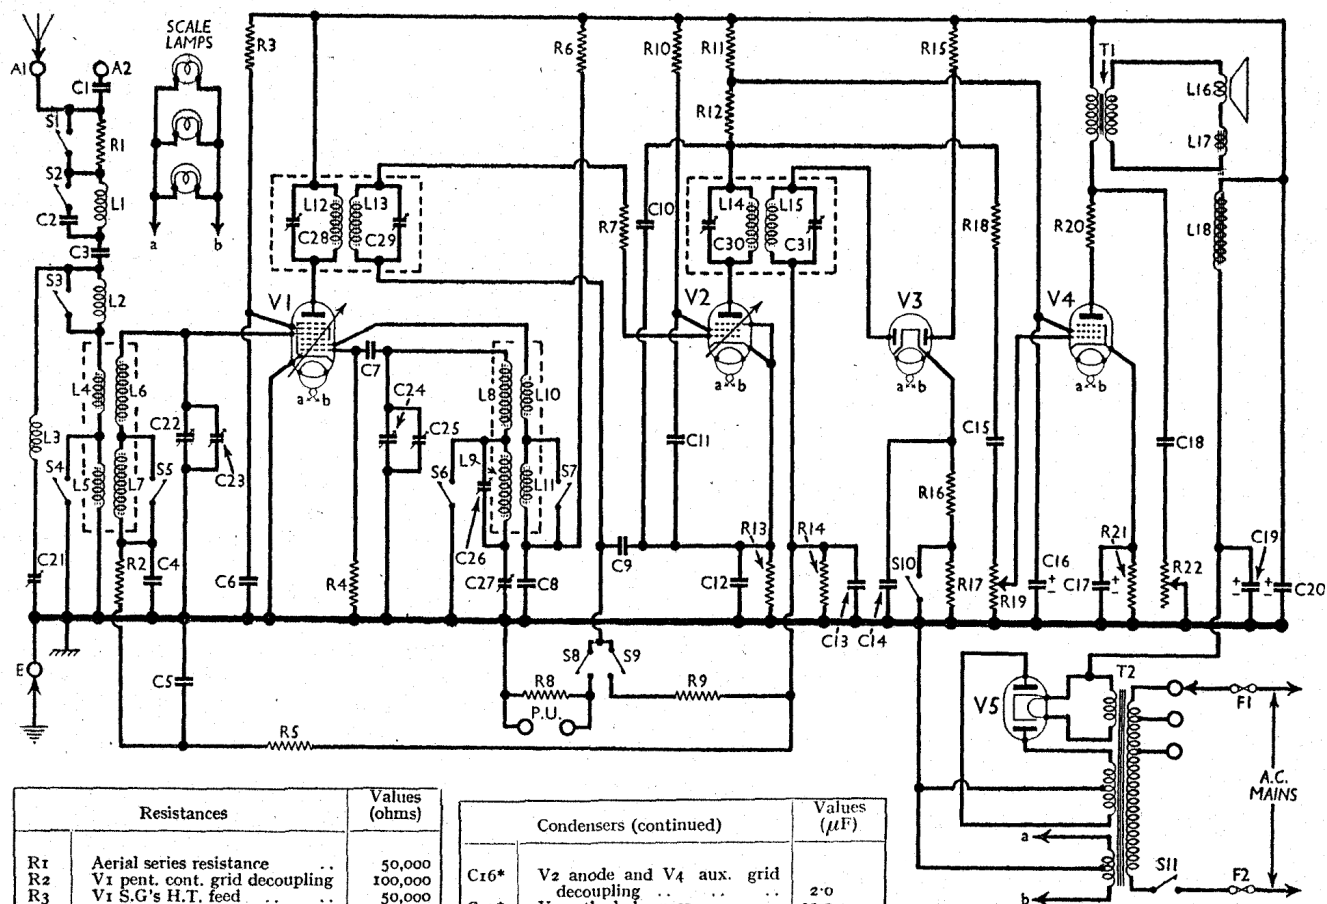 SCALE
LAMPS
A1
A2
C1
S1
R1
S2
L1
C2
C3
S3
L2
L3
L4
L6
S4
L5
L7
S5
C21
R2
C4
C22
C23
C5
C6
E
a
b
R3
L12
L13
C28
C29
V1
a b
C7
R4
C24
C25
L8
L10
L9
L11
S6
S7
C26
C27
C8
R5
R6
R7
C9
C10
R10
R11
R12
L14
L15
C30
C31
V2
a b
C11
C12
R13
R14
C13
C14
S8
S9
R8
R9
P.U.
R15
V3
a b
R16
S10
R17
R18
C15
R19
C16
+
–
V4
a b
R20
R21
C17
+
–
C18
R22
T1
L16
L17
L18
C19
+
–
+
–
C20
V5
T2
F1
A.C.
MAINS
a
b
S11
F2
Resistances
Values
(ohms)
R1 Aerial series resistance .. 50,000
R2 V1 pent. cont. grid decoupling 100,000
R3 V1 S.G's H.T. feed .. .. 50,000
Condensers (continued)
Values
(μF)
C16* V2 anode and V4 aux. grid
decoupling .. .. .. 2·0